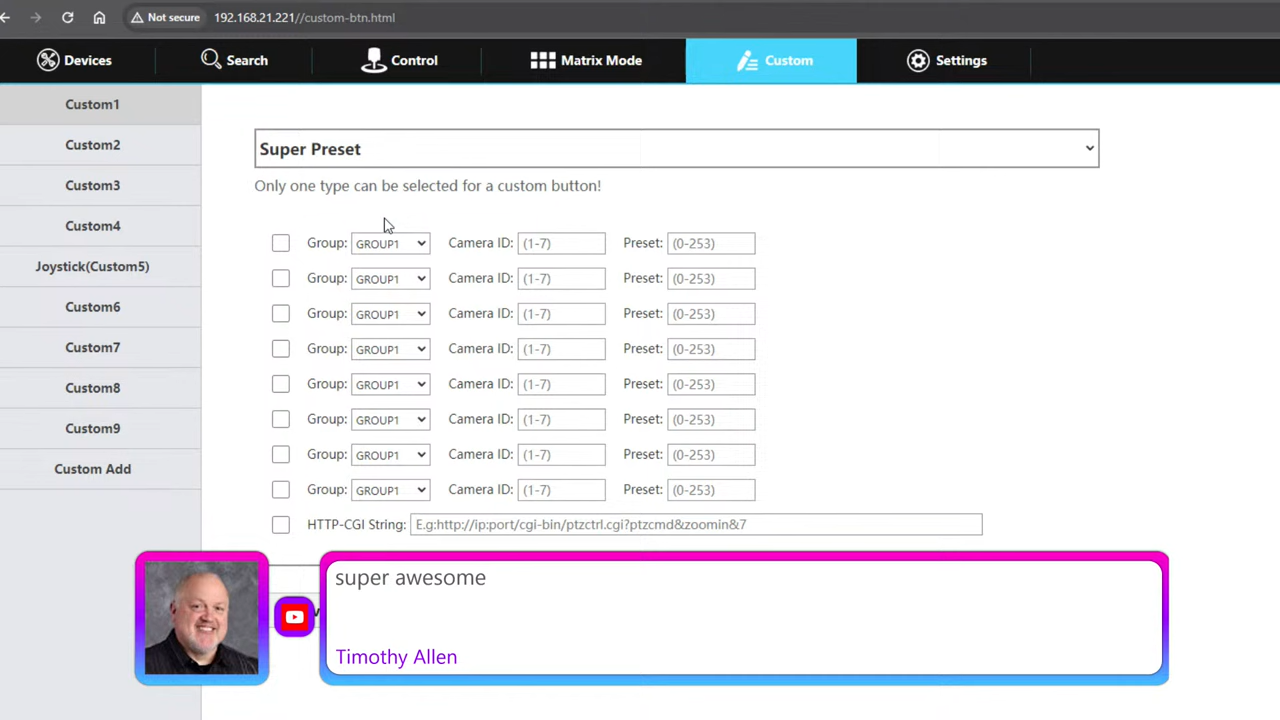 Not secure 192.168.21.221//custom-btn.html
Devices Search Control Matrix Mode Custom Settings
Custom1
Custom2
Custom3
Custom4
Joystick(Custom5)
Custom6
Custom7
Custom8
Custom9
Custom Add
Super Preset
Only one type can be selected for a custom button!
Group: GROUP1 Camera ID: (1-7) Preset: (0-253)
Group: GROUP1 Camera ID: (1-7) Preset: (0-253)
Group: GROUP1 Camera ID: (1-7) Preset: (0-253)
Group: GROUP1 Camera ID: (1-7) Preset: (0-253)
Group: GROUP1 Camera ID: (1-7) Preset: (0-253)
Group: GROUP1 Camera ID: (1-7) Preset: (0-253)
Group: GROUP1 Camera ID: (1-7) Preset: (0-253)
Group: GROUP1 Camera ID: (1-7) Preset: (0-253)
HTTP-CGI String: E.g:http://ip:port/cgi-bin/ptzctrl.cgi?ptzcmd&zoomin&7
super awesome
Timothy Allen